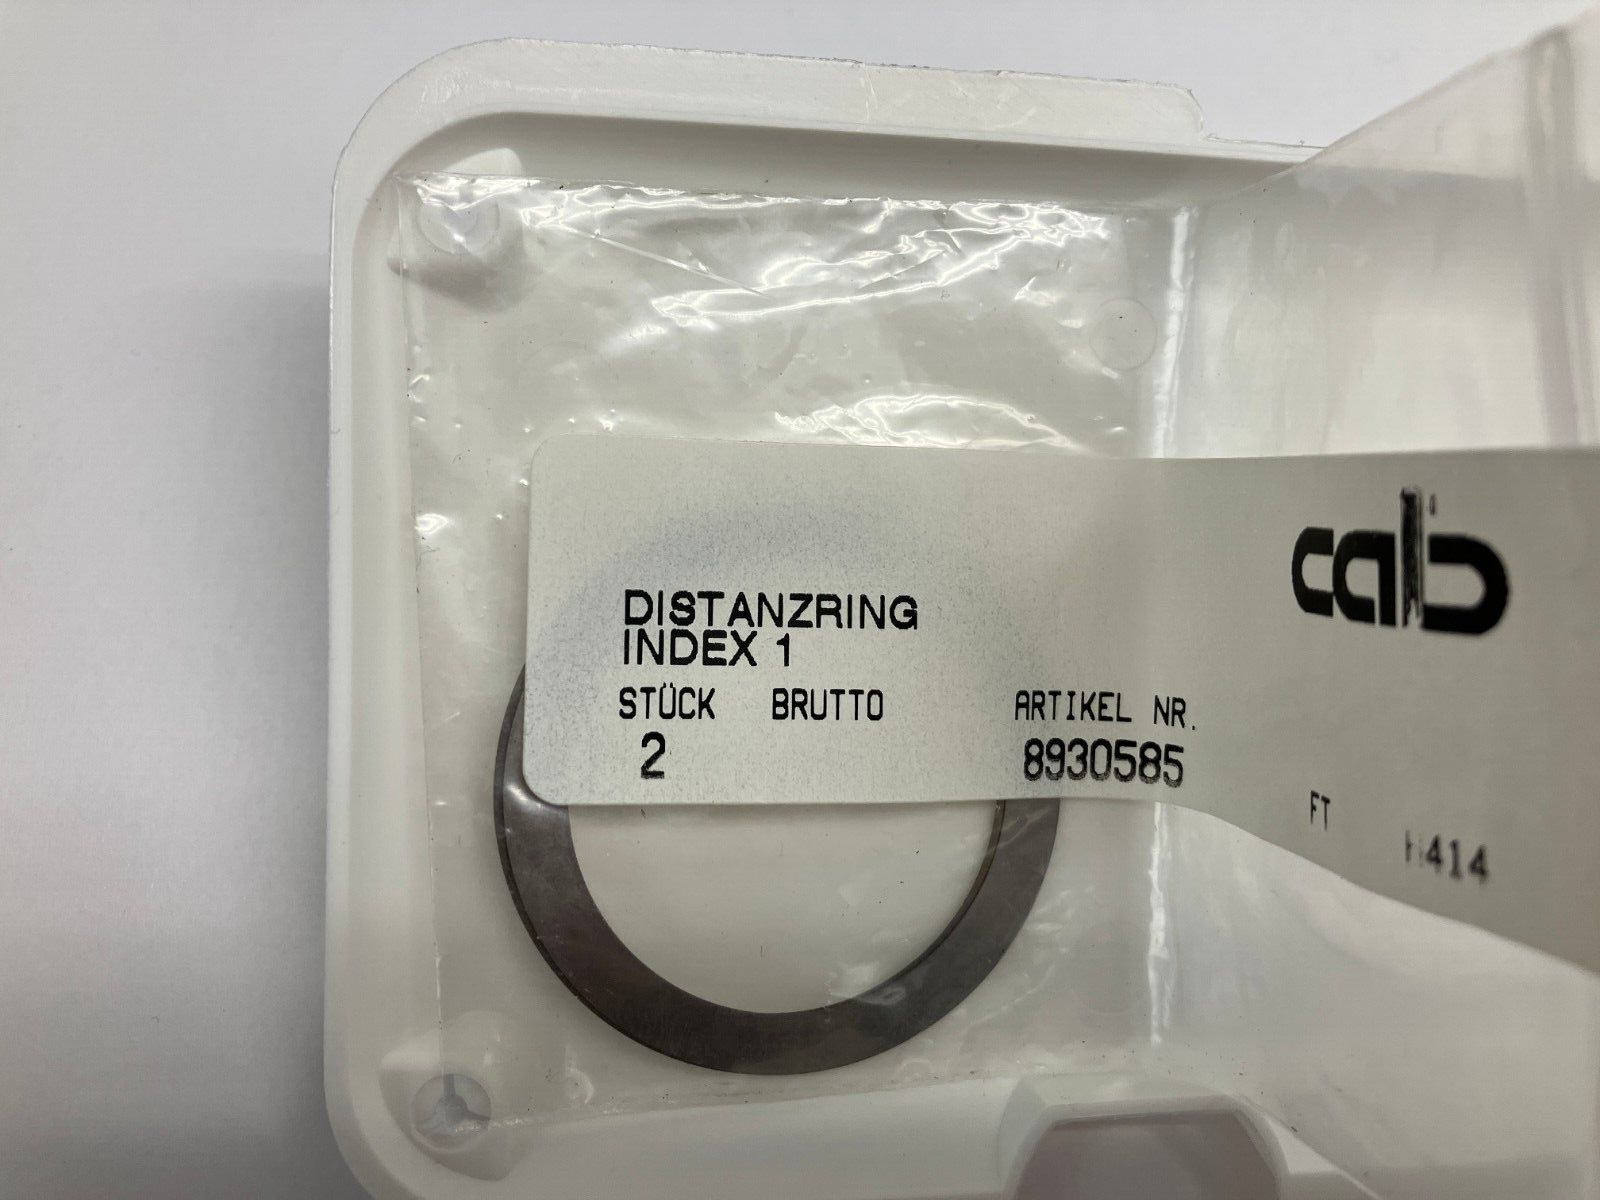 cab
DISTANZRING
INDEX 1
STÜCK BRUTTO ARTIKEL NR.
2 8930585
FT H414